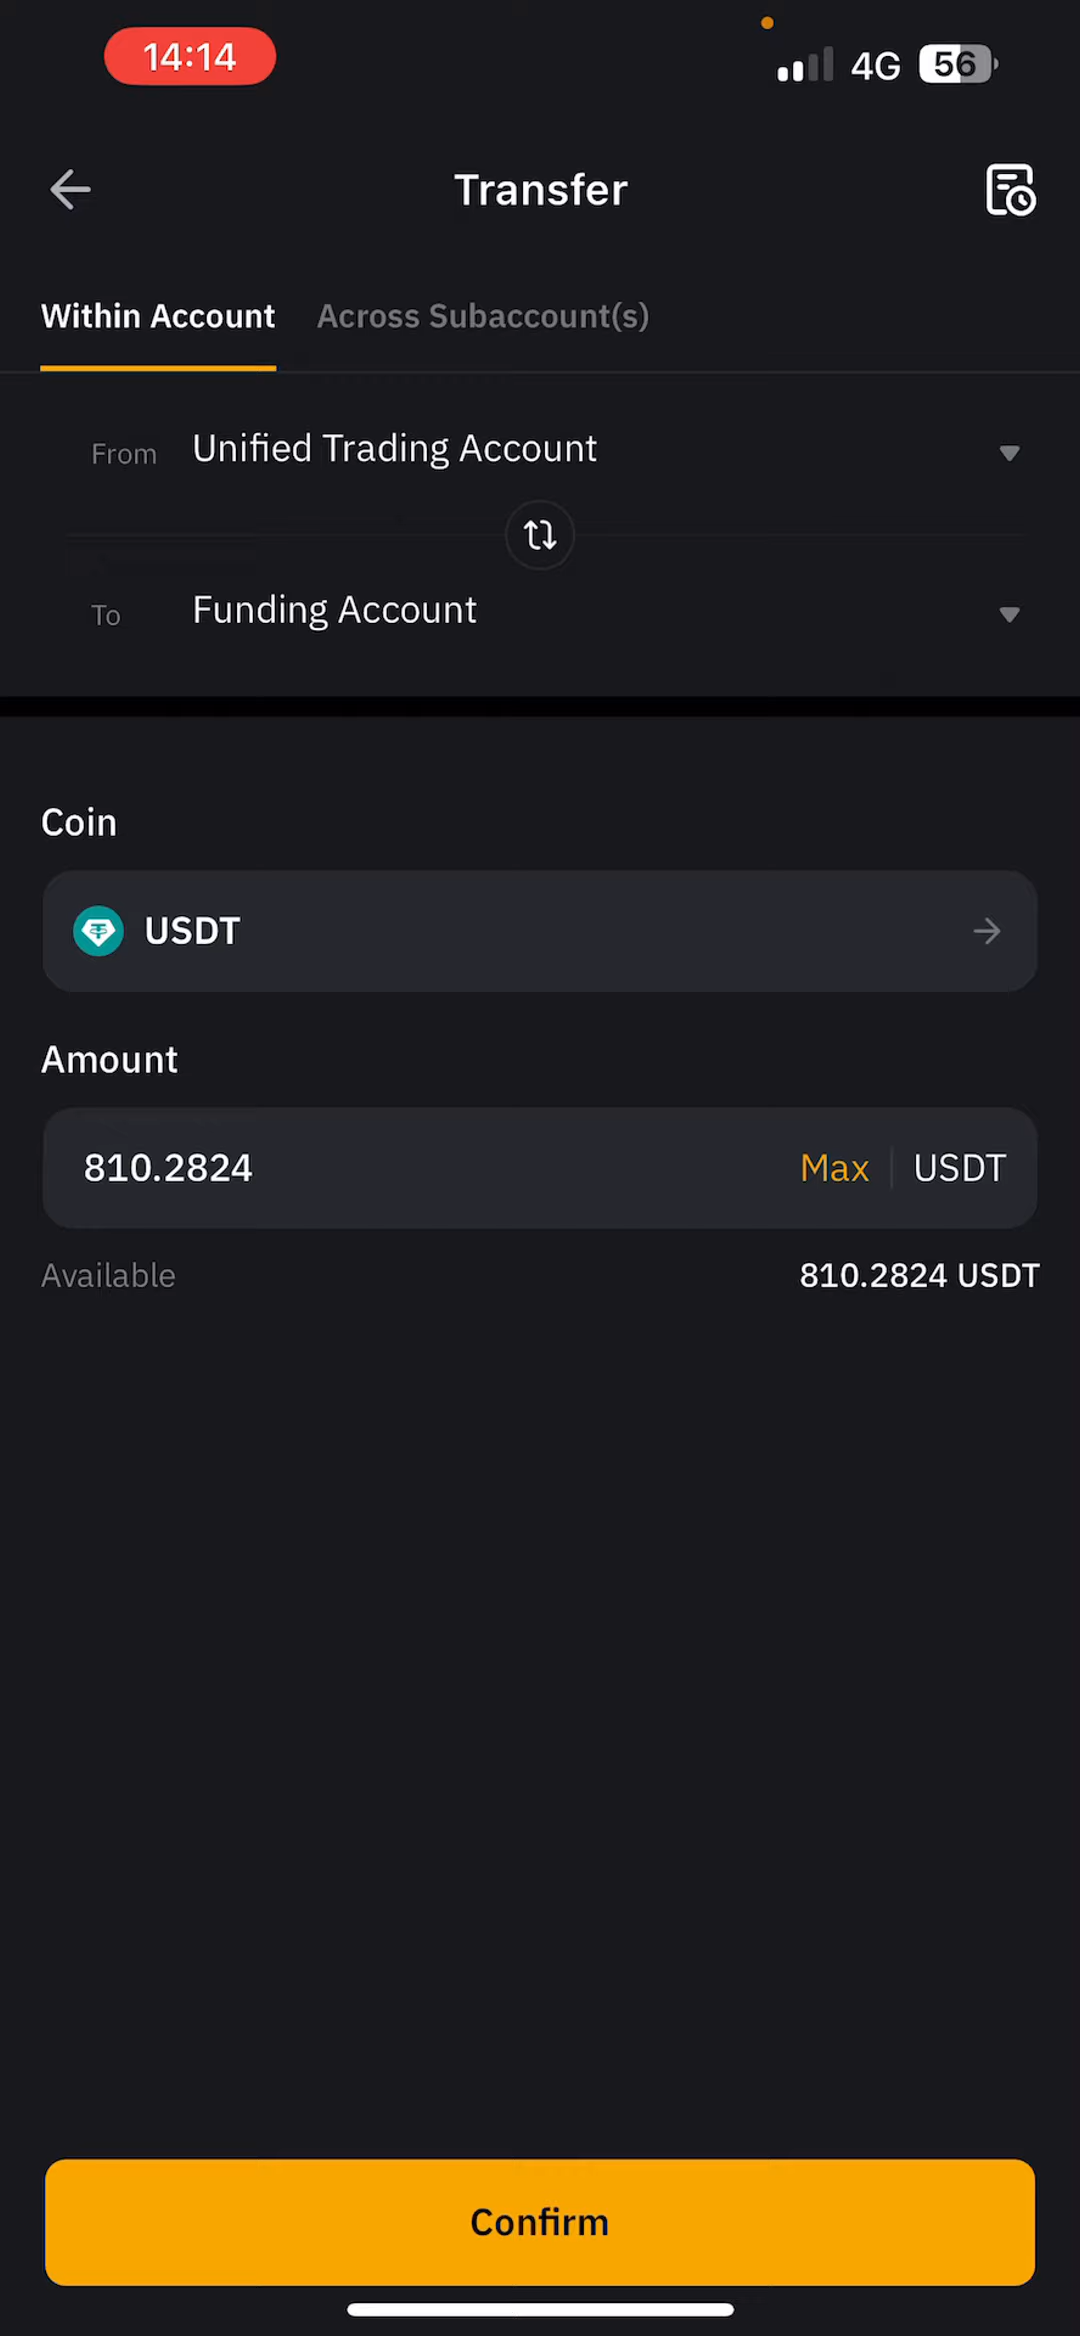 14:14
4G 56
Transfer
Within Account Across Subaccount(s)
From Unified Trading Account
To Funding Account
Coin
USDT
Amount
810.2824 Max USDT
Available 810.2824 USDT
Confirm